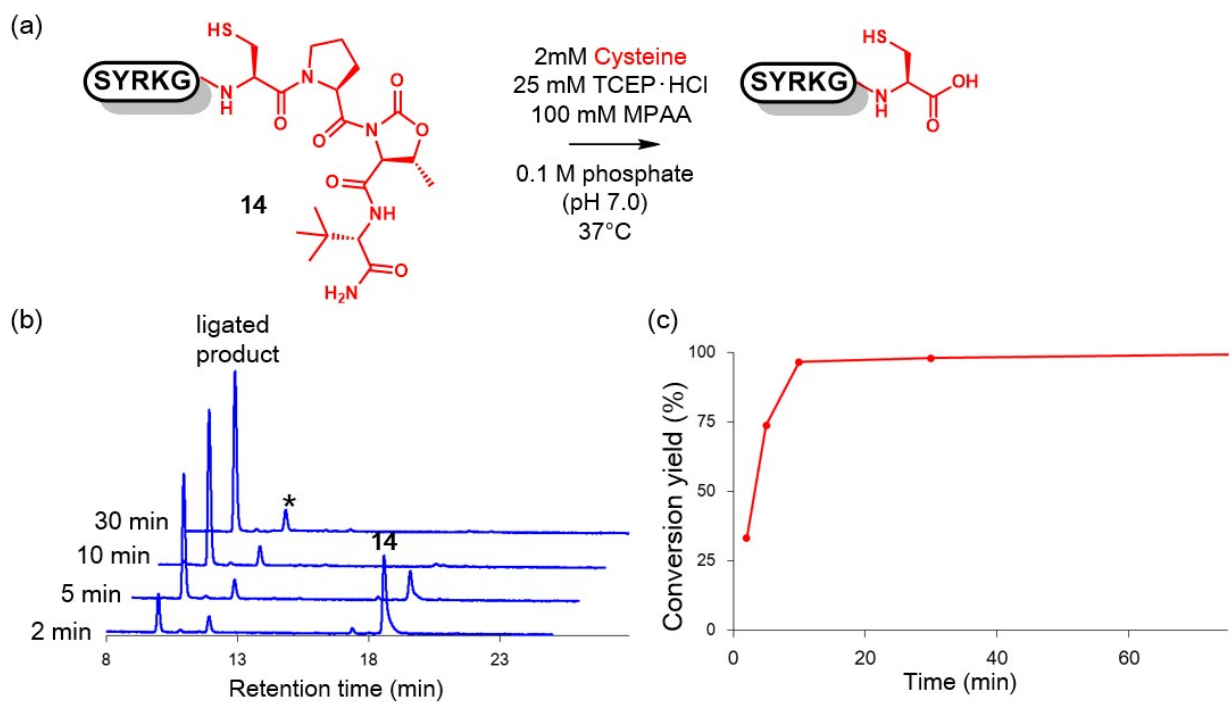 (a)
HS
SYRKG
N
H
O
N
O
N
O
O
O
NH
14
H₂N
O
2mM Cysteine
25 mM TCEP·HCl
100 mM MPAA
0.1 M phosphate
(pH 7.0)
37°C
HS
SYRKG
N
H
OH
O
(b)
ligated
product
30 min
*
10 min
14
5 min
2 min
8 13 18 23
Retention time (min)
(c)
Conversion yield (%)
100
75
50
25
0
0 20 40 60
Time (min)